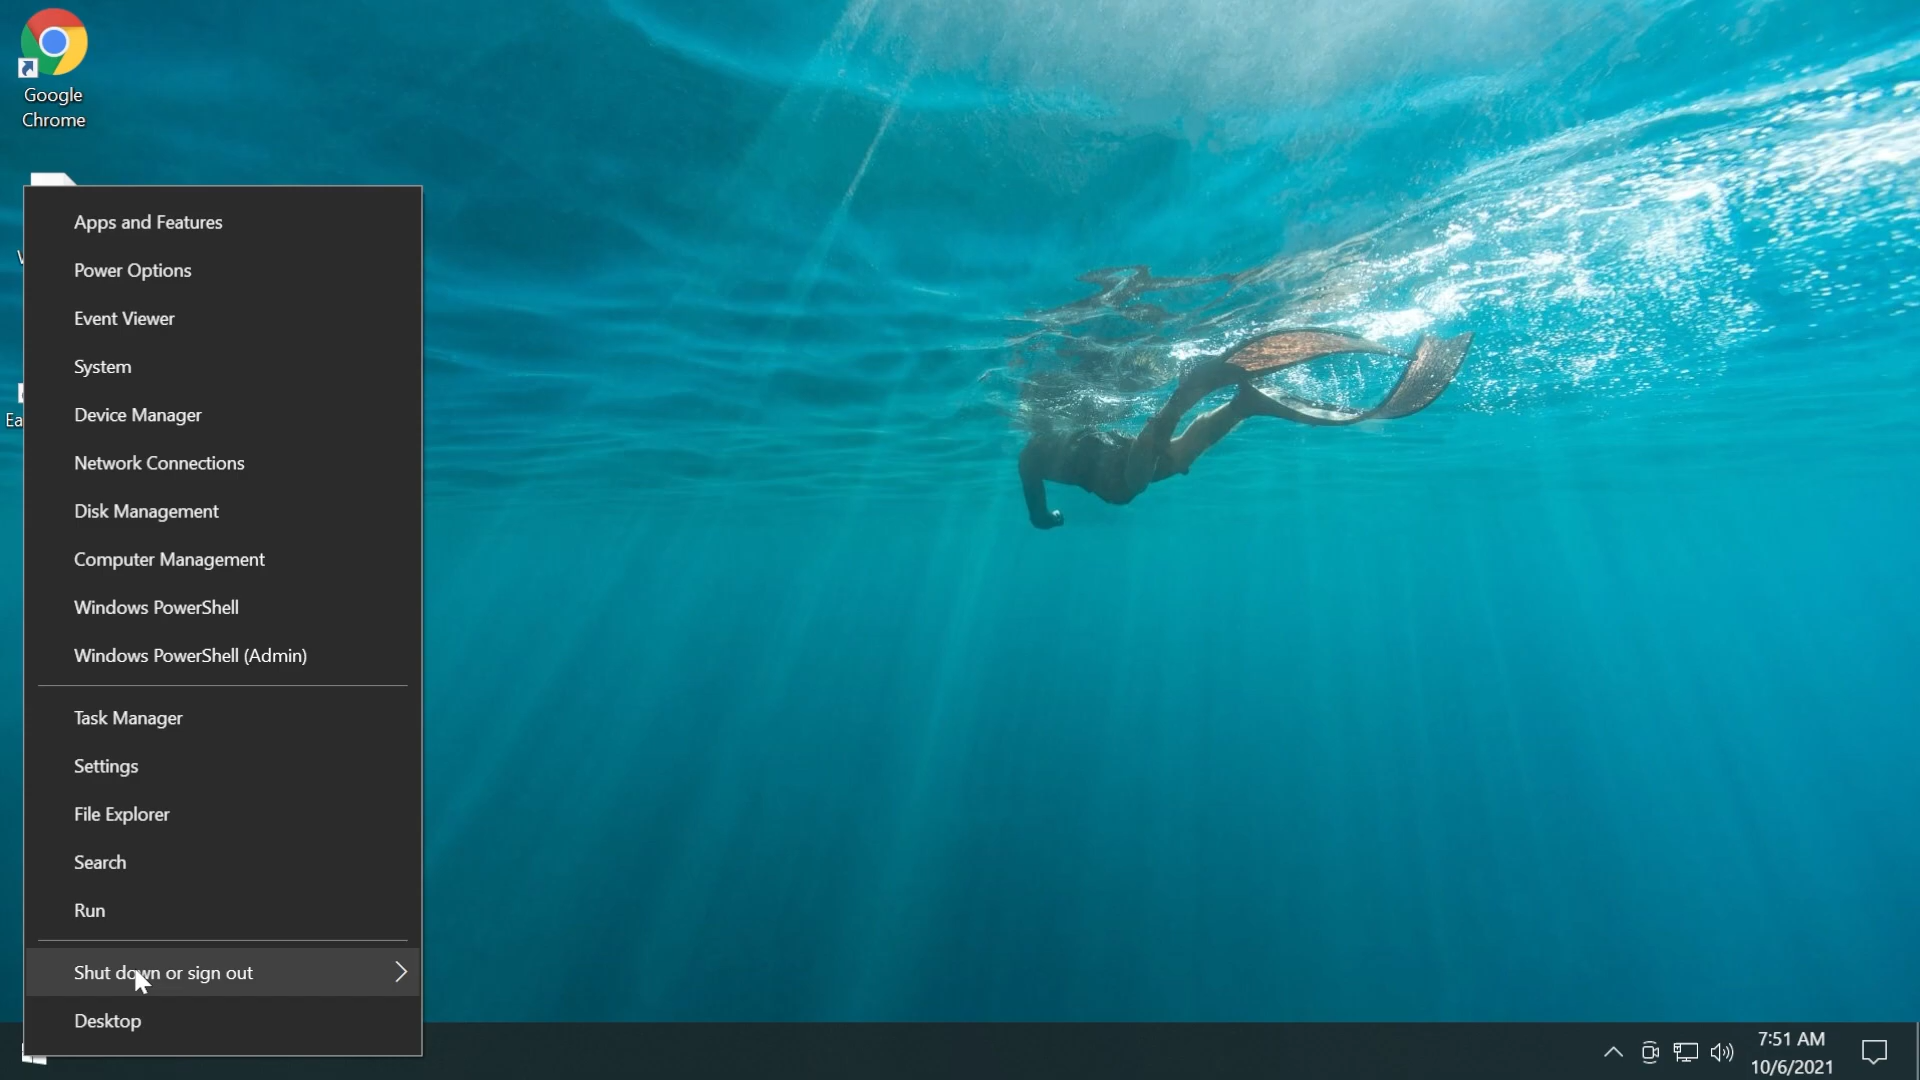 Google
Chrome
Apps and Features
Power Options
Event Viewer
System
Device Manager
Network Connections
Disk Management
Computer Management
Windows PowerShell
Windows PowerShell (Admin)
Task Manager
Settings
File Explorer
Search
Run
Shut down or sign out
Desktop
7:51 AM
10/6/2021